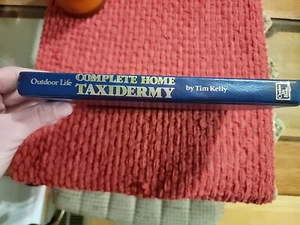 Outdoor Life
COMPLETE HOME
TAXIDERMY
by Tim Kelly